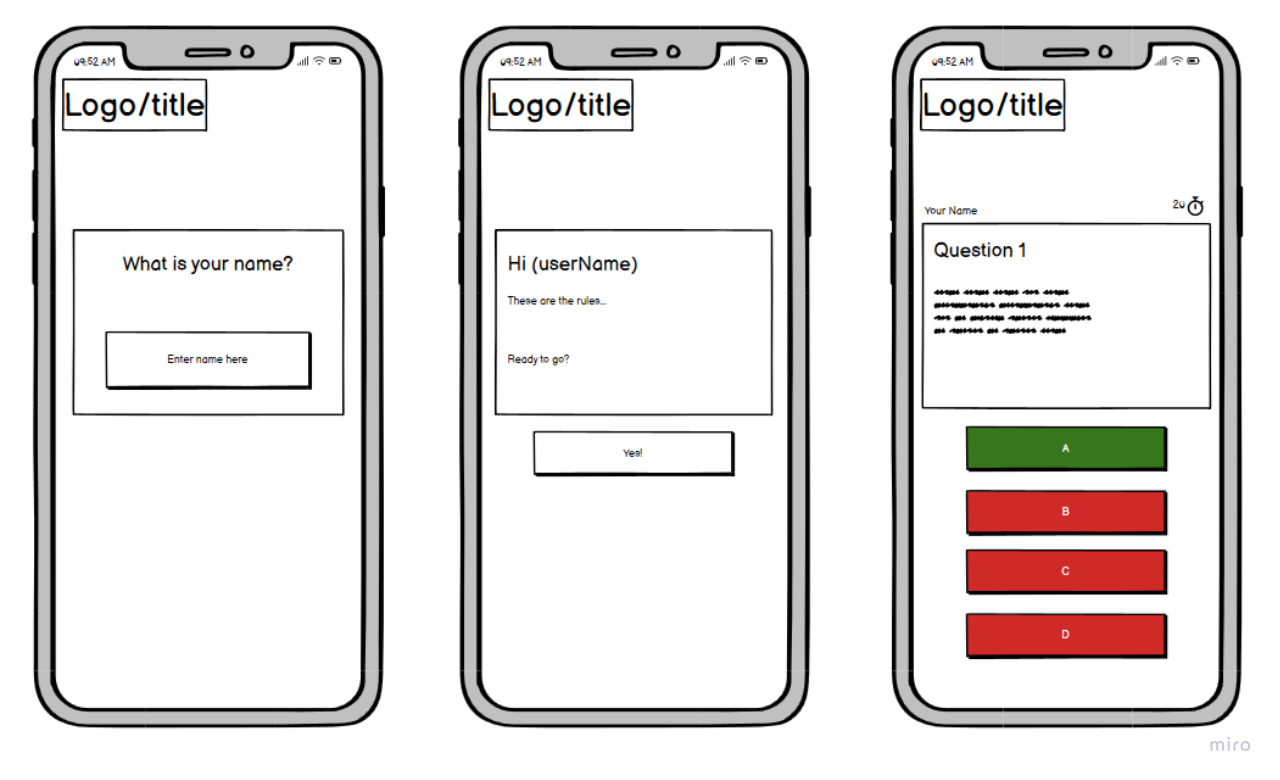 09:52 AM
Logo/title
What is your name?
Enter name here
09:52 AM
Logo/title
Hi (userName)
These are the rules...
Ready to go?
Yes!
09:52 AM
Logo/title
Your Name
20
Question 1
A
B
C
D
miro